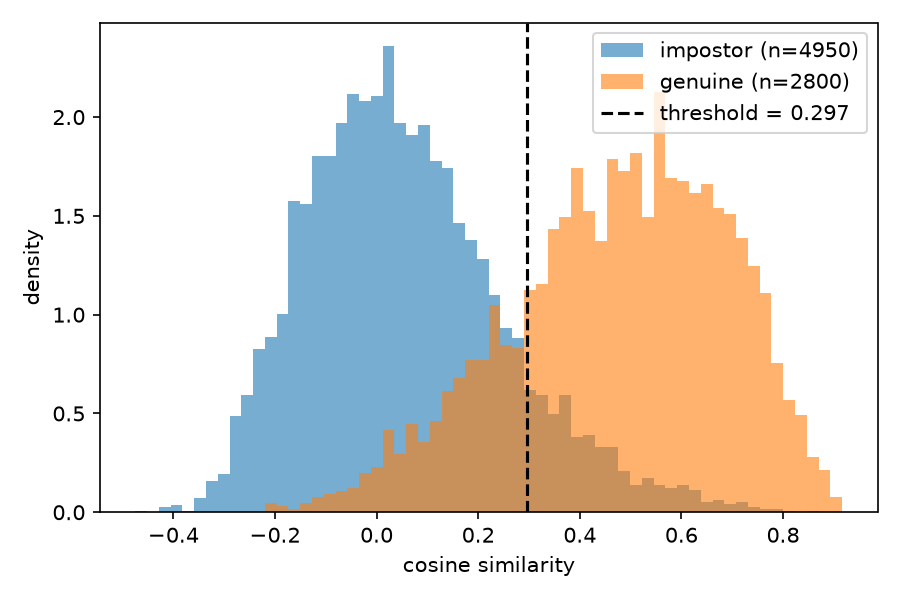 impostor (n=4950)
genuine (n=2800)
threshold = 0.297
density
2.0
1.5
1.0
0.5
0.0
−0.4 −0.2 0.0 0.2 0.4 0.6 0.8
cosine similarity